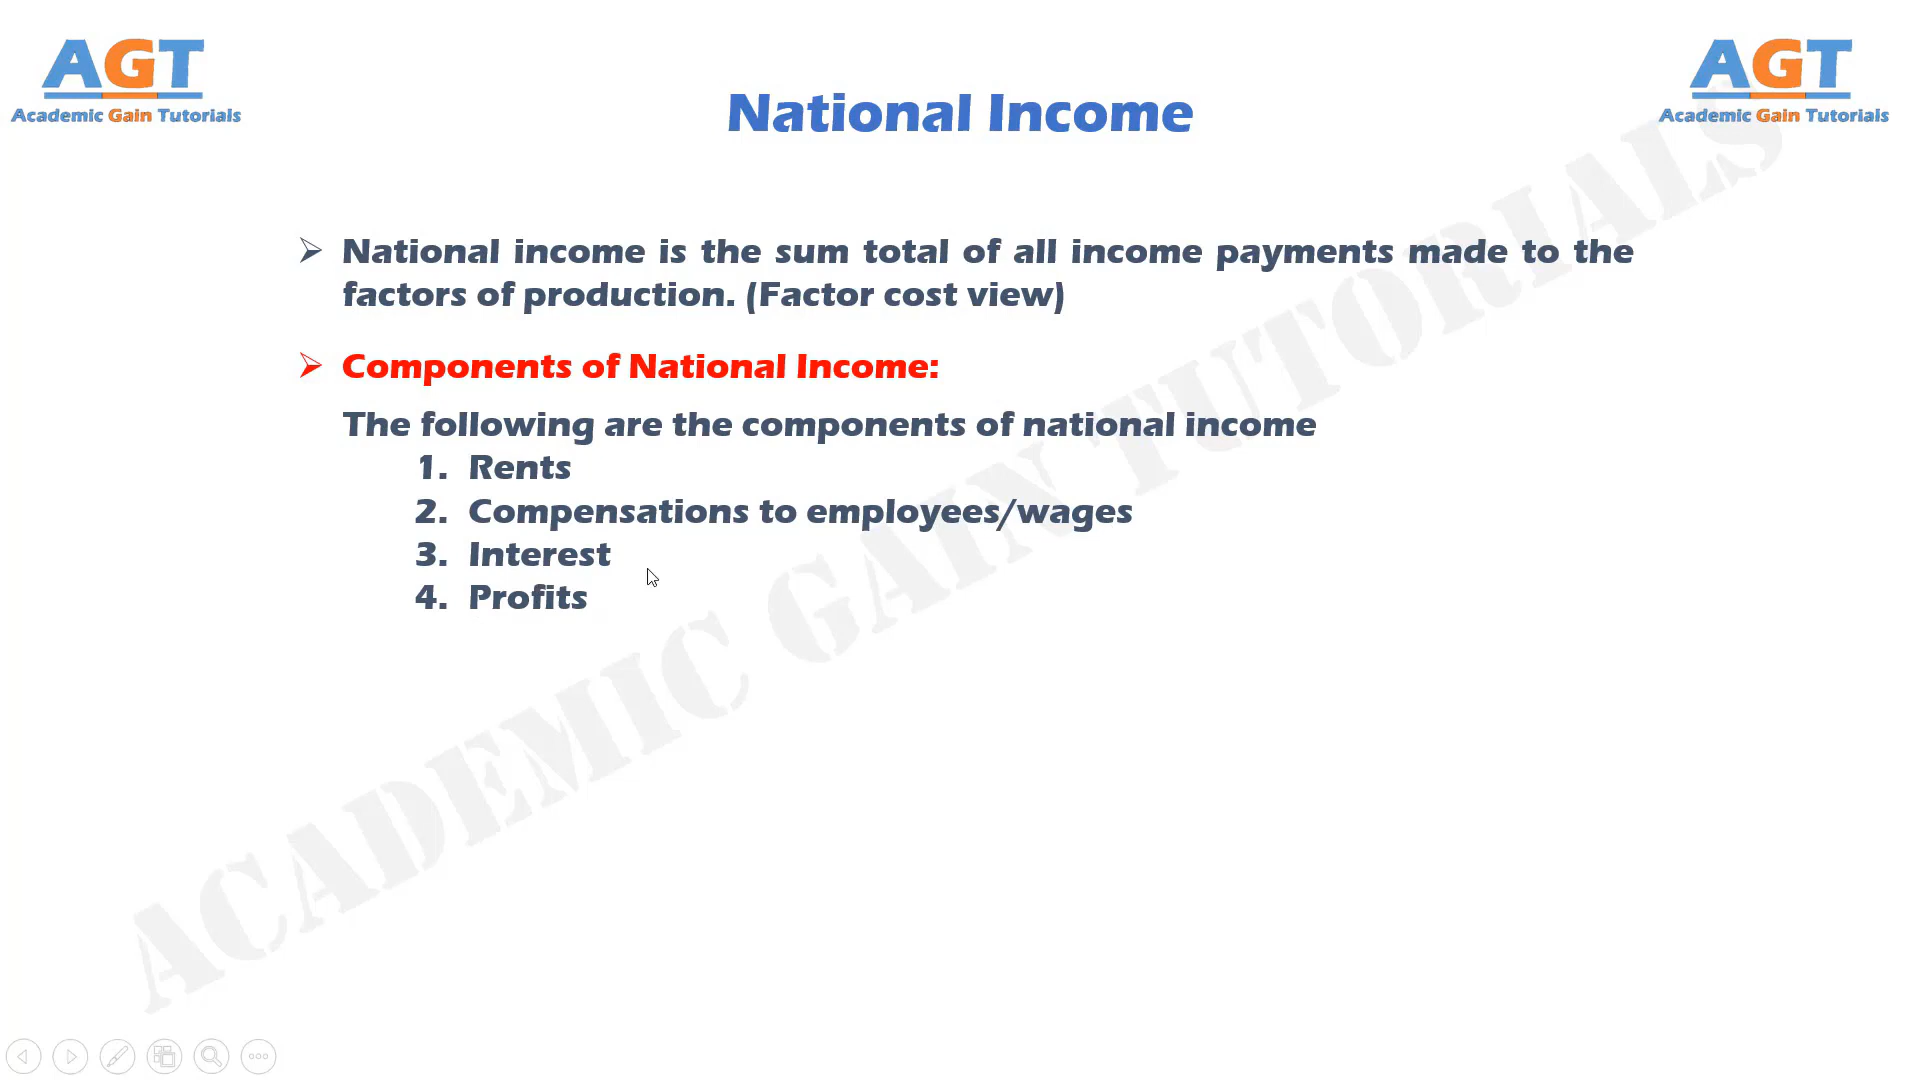 AGT
Academic Gain Tutorials
AGT
Academic Gain Tutorials
National Income
National income is the sum total of all income payments made to the
factors of production. (Factor cost view)
Components of National Income:
The following are the components of national income
1. Rents
2. Compensations to employees/wages
3. Interest
4. Profits
ACADEMIC GAIN TUTORIALS